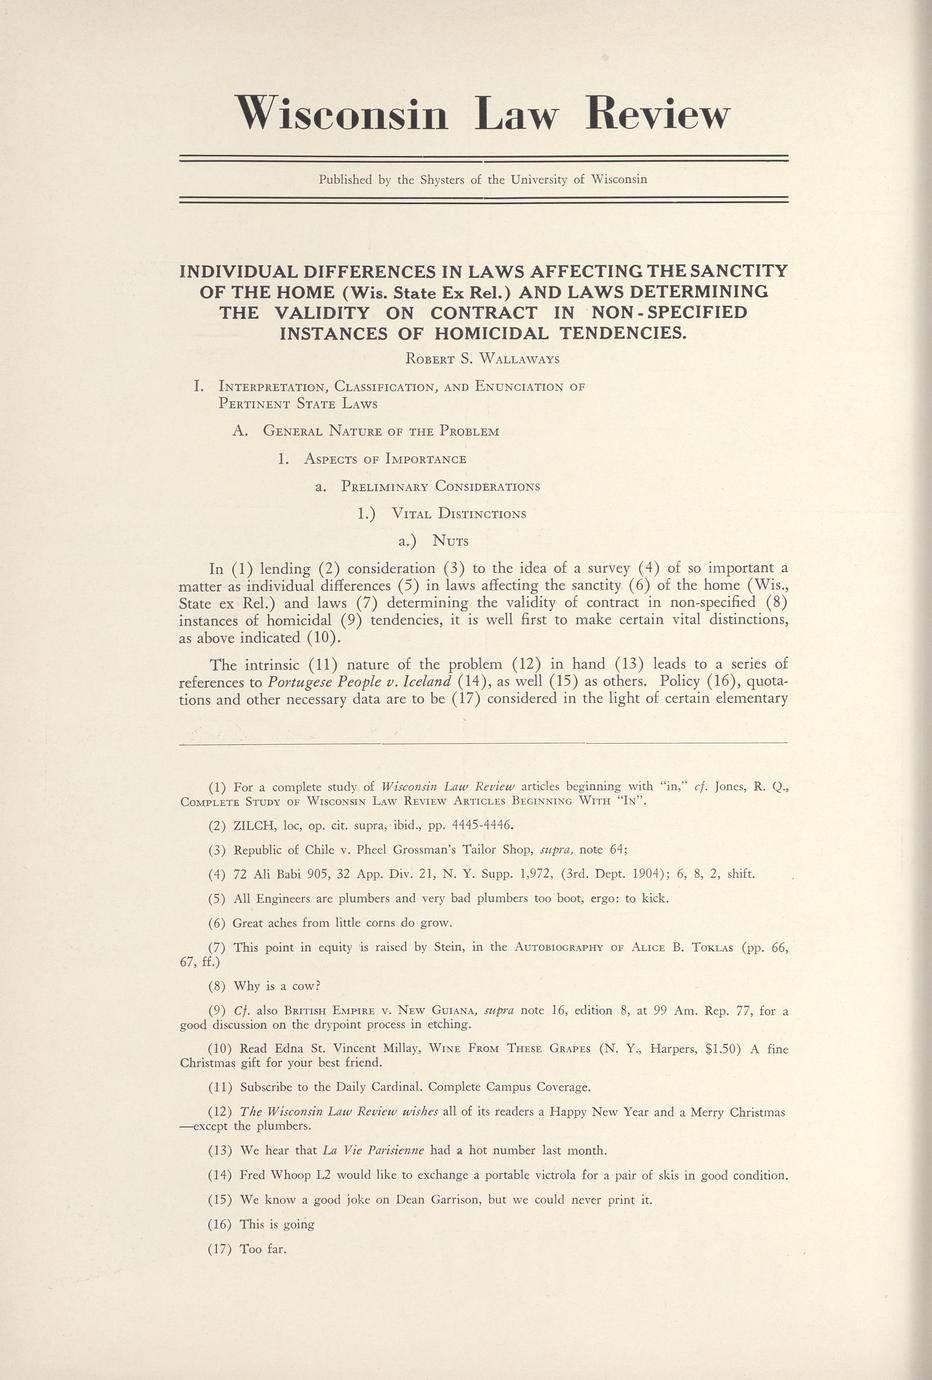 Wisconsin Law Review
Published by the Shysters of the University of Wisconsin
INDIVIDUAL DIFFERENCES IN LAWS AFFECTING THE SANCTITY
OF THE HOME (Wis. State Ex Rel.) AND LAWS DETERMINING
THE VALIDITY ON CONTRACT IN NON-SPECIFIED
INSTANCES OF HOMICIDAL TENDENCIES.
Robert S. Wallaways
I. Interpretation, Classification, and Enunciation of
Pertinent State Laws
A. General Nature of the Problem
1. Aspects of Importance
a. Preliminary Considerations
1.) Vital Distinctions
a.) Nuts
In (1) lending (2) consideration (3) to the idea of a survey (4) of so important a
matter as individual differences (5) in laws affecting the sanctity (6) of the home (Wis.,
State ex Rel.) and laws (7) determining the validity of contract in non-specified (8)
instances of homicidal (9) tendencies, it is well first to make certain vital distinctions,
as above indicated (10).
The intrinsic (11) nature of the problem (12) in hand (13) leads to a series of
references to Portugese People v. Iceland (14), as well (15) as others. Policy (16), quota-
tions and other necessary data are to be (17) considered in the light of certain elementary
(1) For a complete study of Wisconsin Law Review articles beginning with "in," cf. Jones, R. Q.,
Complete Study of Wisconsin Law Review Articles Beginning With "In".
(2) ZILCH, loc, op. cit. supra, ibid., pp. 4445-4446.
(3) Republic of Chile v. Pheel Grossman's Tailor Shop, supra, note 64;
(4) 72 Ali Babi 905, 32 App. Div. 21, N. Y. Supp. 1,972, (3rd. Dept. 1904); 6, 8, 2, shift.
(5) All Engineers are plumbers and very bad plumbers too boot, ergo: to kick.
(6) Great aches from little corns do grow.
(7) This point in equity is raised by Stein, in the Autobiography of Alice B. Toklas (pp. 66,
67, ff.)
(8) Why is a cow?
(9) Cf. also British Empire v. New Guiana, supra note 16, edition 8, at 99 Am. Rep. 77, for a
good discussion on the drypoint process in etching.
(10) Read Edna St. Vincent Millay, Wine From These Grapes (N. Y., Harpers, $1.50) A fine
Christmas gift for your best friend.
(11) Subscribe to the Daily Cardinal. Complete Campus Coverage.
(12) The Wisconsin Law Review wishes all of its readers a Happy New Year and a Merry Christmas
—except the plumbers.
(13) We hear that La Vie Parisienne had a hot number last month.
(14) Fred Whoop L2 would like to exchange a portable victrola for a pair of skis in good condition.
(15) We know a good joke on Dean Garrison, but we could never print it.
(16) This is going
(17) Too far.